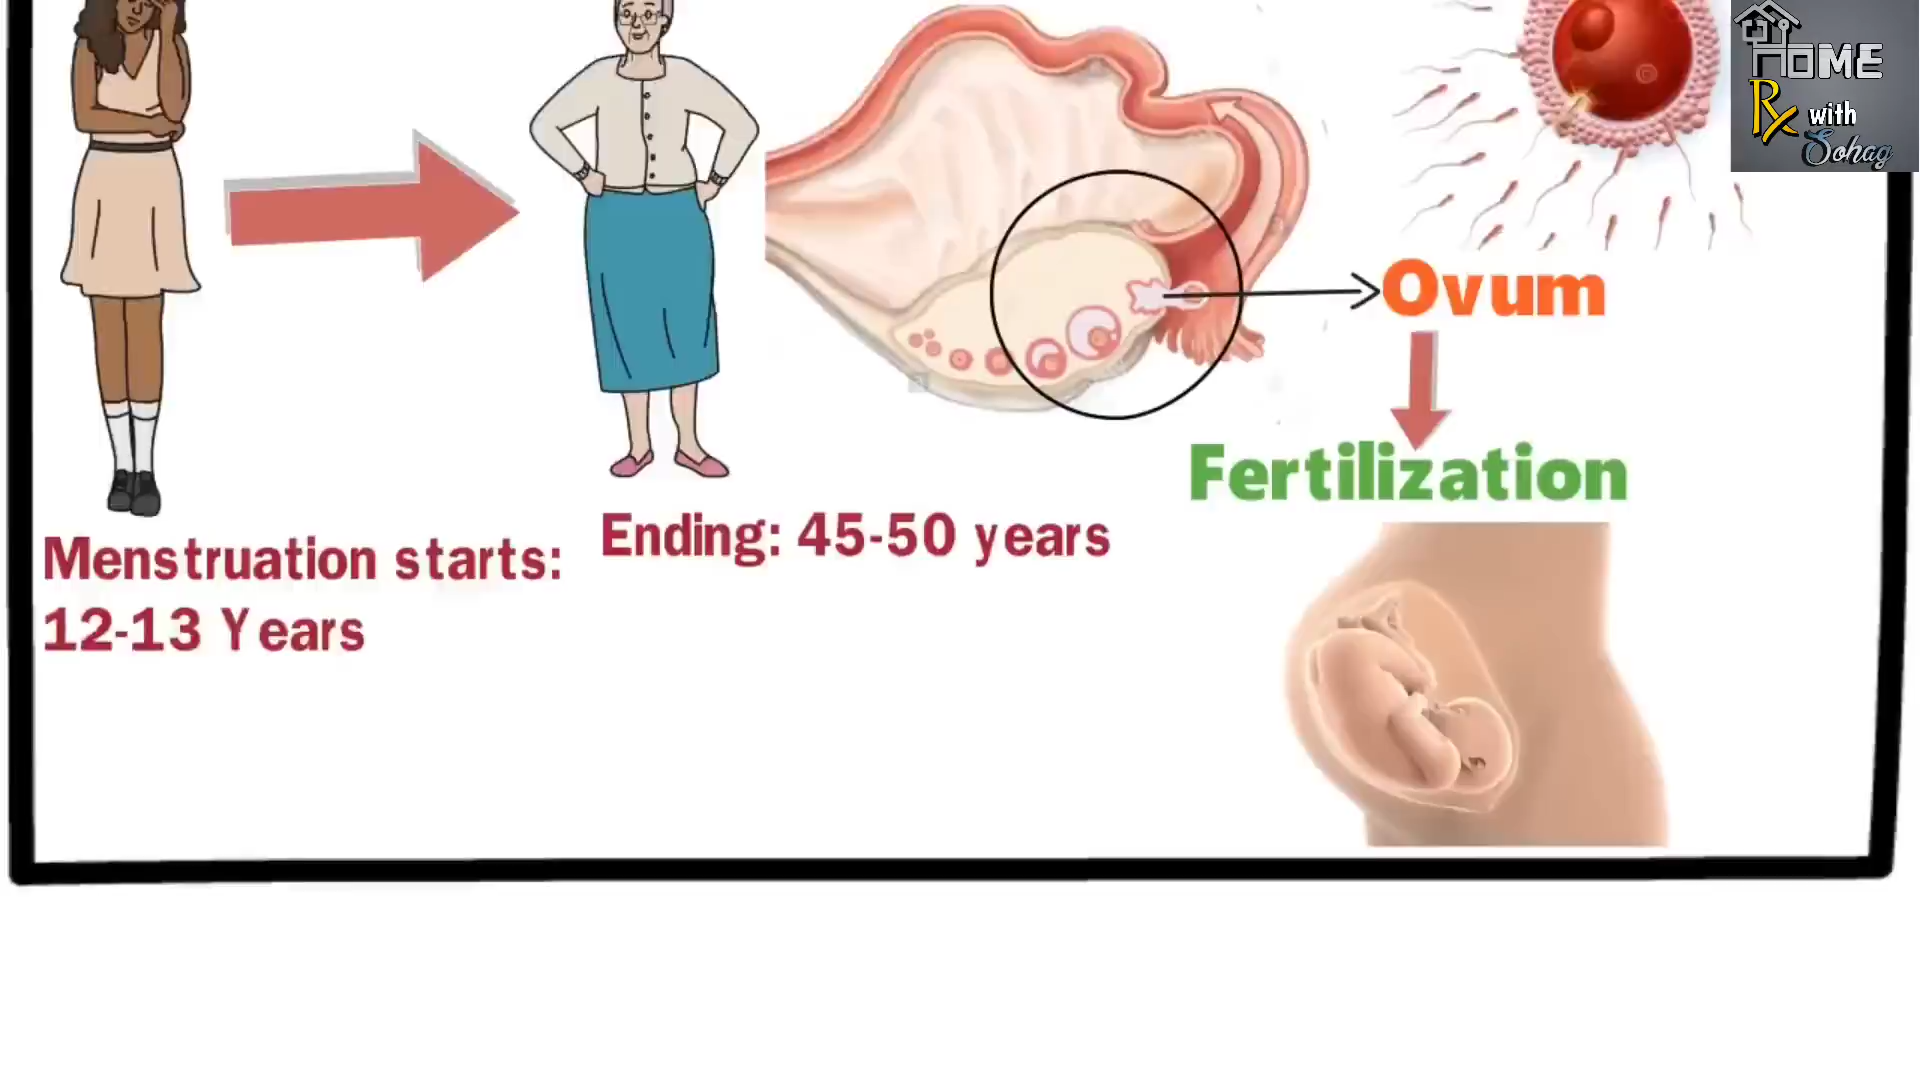 HOME
Rx with
Sohag
Ovum
Fertilization
Menstruation starts:
12-13 Years
Ending: 45-50 years